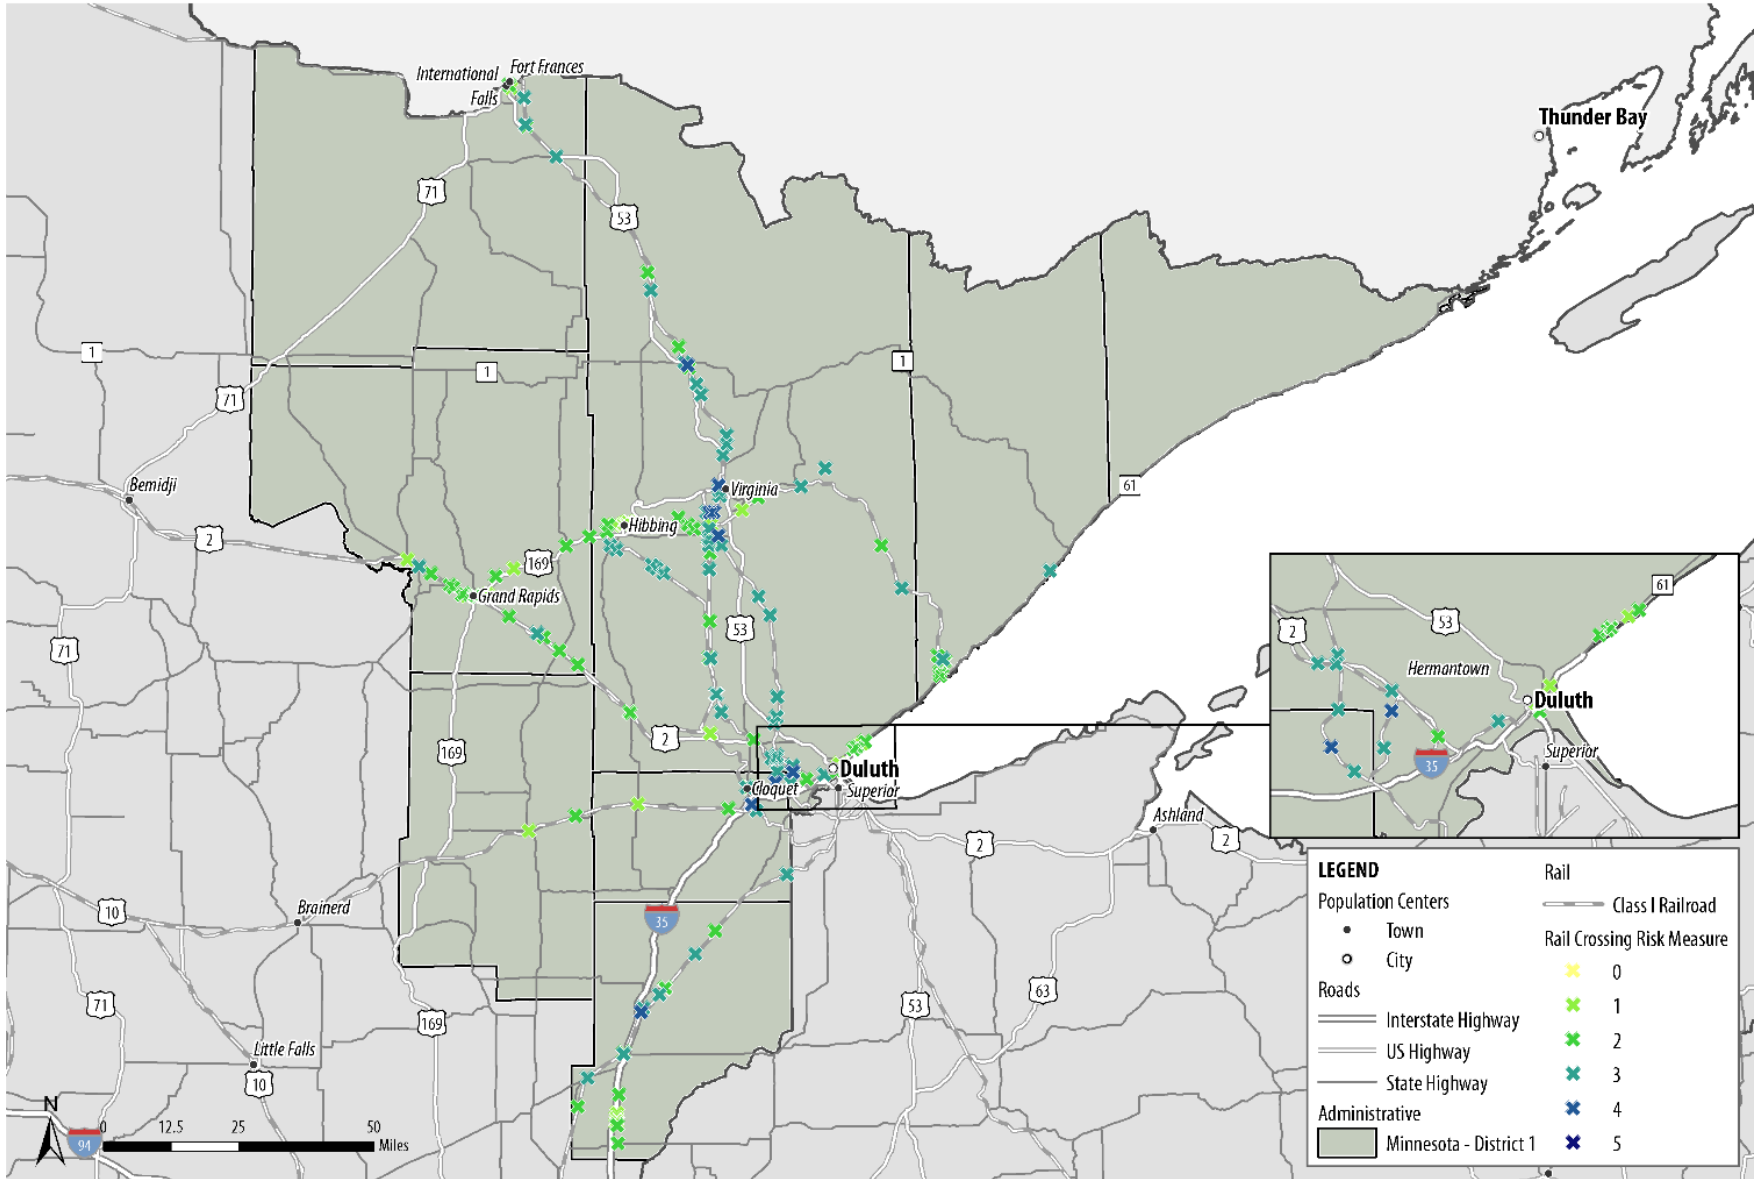 International
Falls
Fort Frances
Thunder Bay
71
53
1
1
1
71
Bemidji
61
Virginia
Hibbing
2
169
Grand Rapids
53
71
2
169
Duluth
Cloquet
Superior
Ashland
2
2
10
Brainerd
35
71
169
53
63
Little Falls
10
94
N
0
12.5
25
50
Miles
61
2
53
Hermantown
Duluth
35
Superior
LEGEND
Population Centers
Town
City
Roads
Interstate Highway
US Highway
State Highway
Administrative
Minnesota - District 1
Rail
Class I Railroad
Rail Crossing Risk Measure
0
1
2
3
4
5